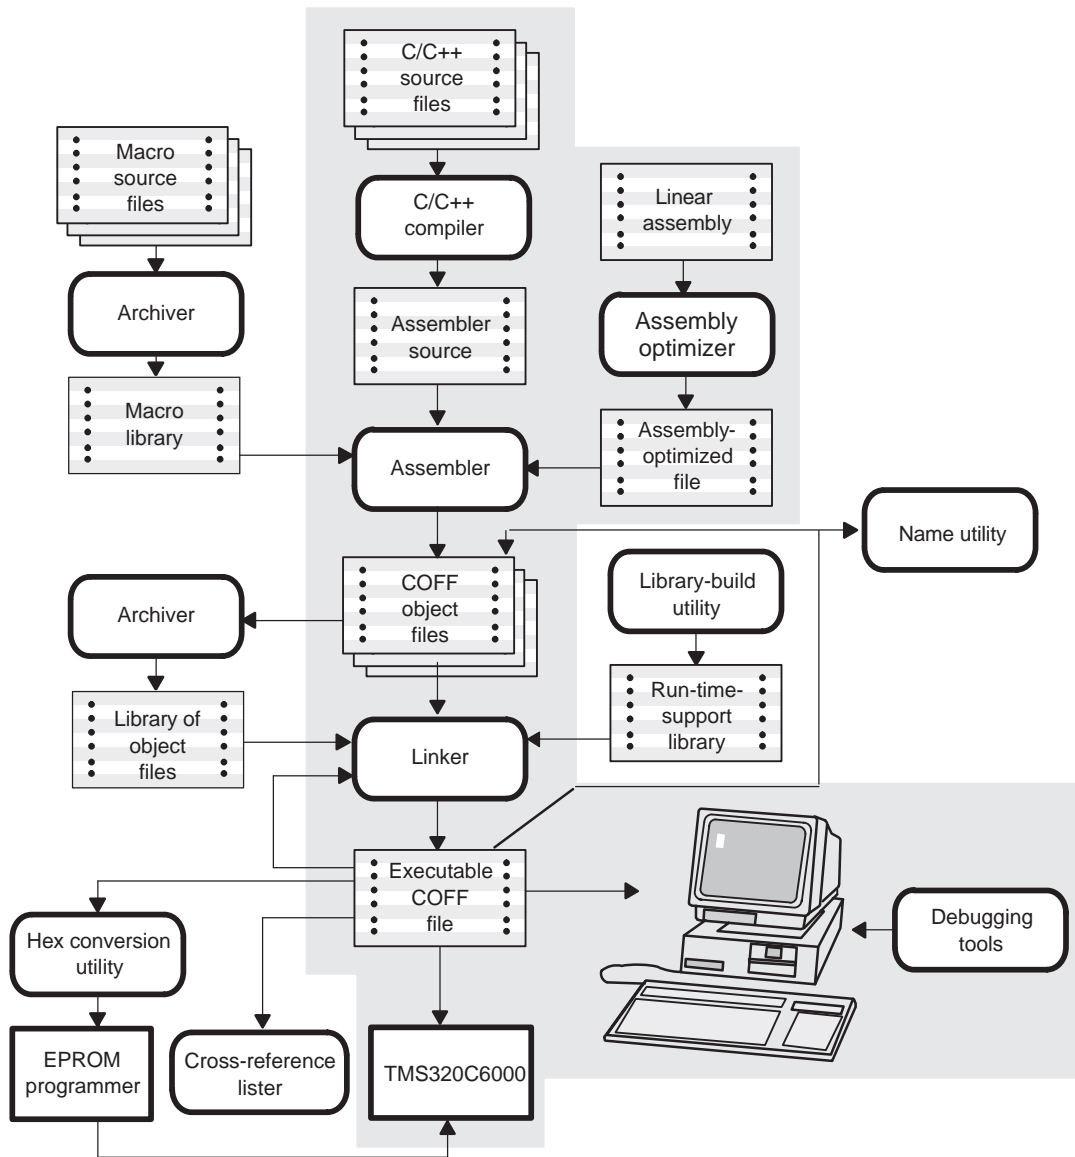 C/C++
source
files
Macro
source
files
C/C++
compiler
Linear
assembly
Archiver
Assembler
source
Assembly
optimizer
Macro
library
Assembly-
optimized
file
Assembler
Name utility
Archiver
COFF
object
files
Library-build
utility
Library of
object
files
Run-time-
support
library
Linker
Executable
COFF
file
Debugging
tools
Hex conversion
utility
EPROM
programmer
Cross-reference
lister
TMS320C6000